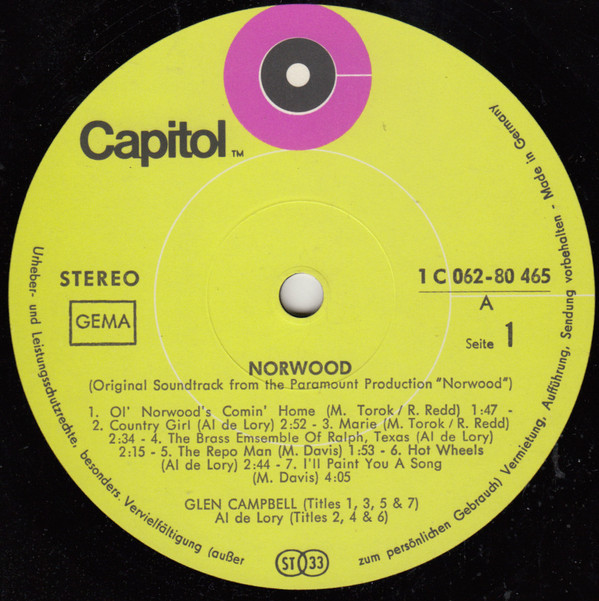 Capitol™
STEREO
GEMA
1 C 062-80 465
A
Seite 1
NORWOOD
(Original Soundtrack from the Paramount Production "Norwood")
1. Ol' Norwood's Comin' Home (M. Torok / R. Redd) 1:47 -
2. Country Girl (Al de Lory) 2:52 - 3. Marie (M. Torok / R. Redd)
2:34 - 4. The Brass Emsemble Of Ralph, Texas (Al de Lory)
2:15 - 5. The Repo Man (M. Davis) 1:53 - 6. Hot Wheels
(Al de Lory) 2:44 - 7. I'll Paint You A Song
(M. Davis) 4:05
GLEN CAMPBELL (Titles 1, 3, 5 & 7)
Al de Lory (Titles 2, 4 & 6)
Urheber- und Leistungsschutzrechte, besonders Vervielfältigung (außer zum persönlichen Gebrauch) Vermietung, Aufführung, Sendung vorbehalten - Made in Germany
ST 33